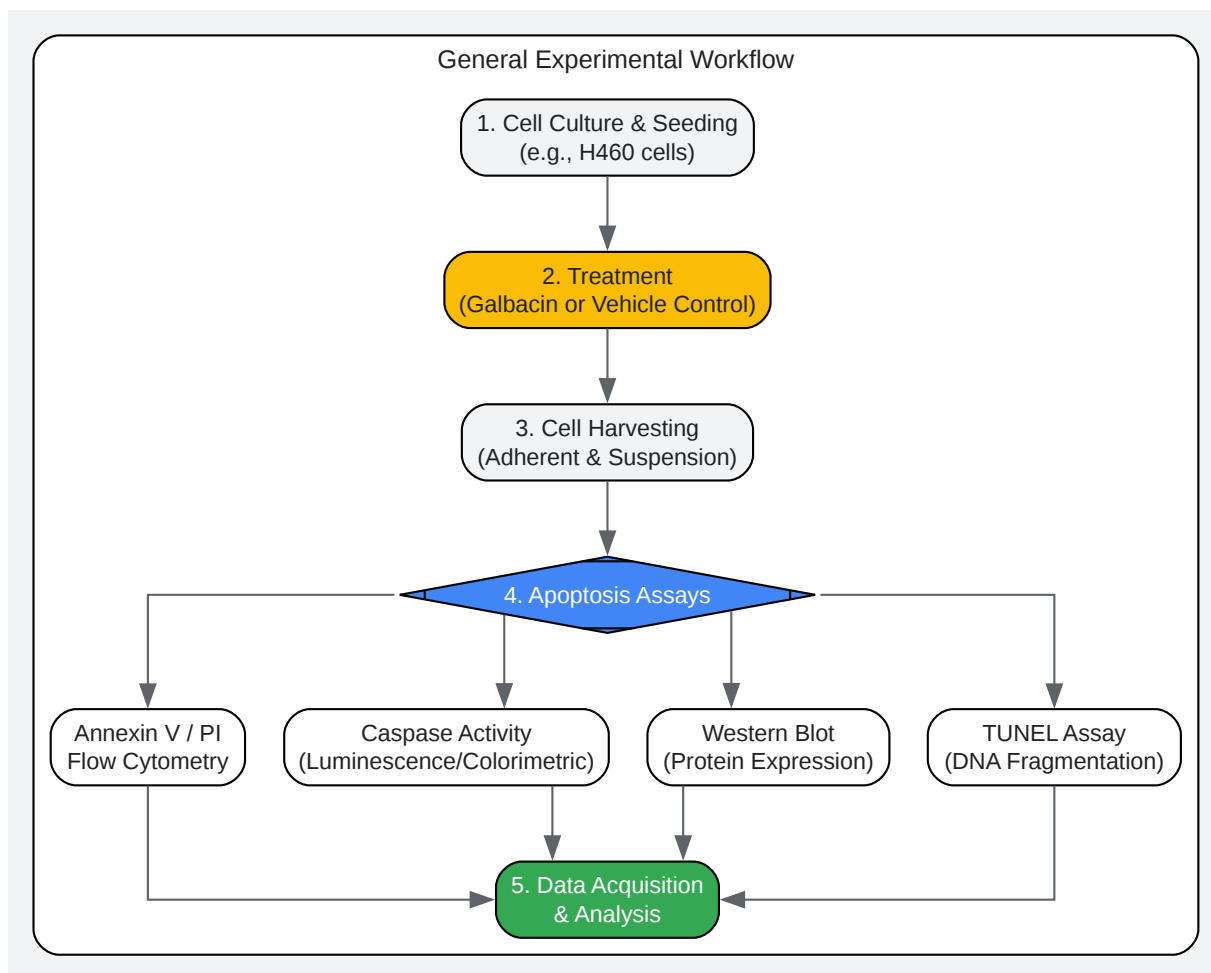 General Experimental Workflow
1. Cell Culture & Seeding
(e.g., H460 cells)
2. Treatment
(Galbacin or Vehicle Control)
3. Cell Harvesting
(Adherent & Suspension)
4. Apoptosis Assays
Annexin V / PI
Flow Cytometry
Caspase Activity
(Luminescence/Colorimetric)
Western Blot
(Protein Expression)
TUNEL Assay
(DNA Fragmentation)
5. Data Acquisition
& Analysis